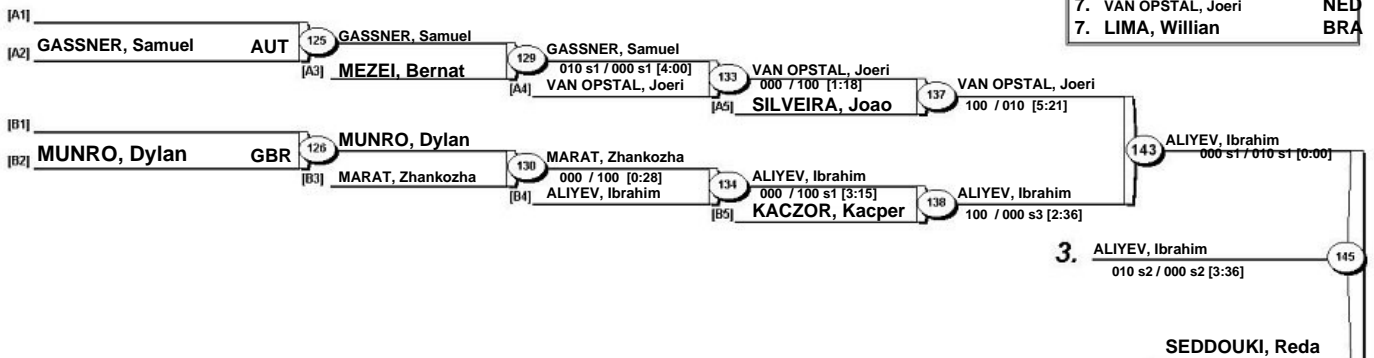 7. VAN OPSTAL, Joeri NED
7. LIMA, Willian BRA
[A1]
[A2] GASSNER, Samuel AUT
125
GASSNER, Samuel
[A3] MEZEI, Bernat
129
GASSNER, Samuel
010 s1 / 000 s1 [4:00]
[A4] VAN OPSTAL, Joeri
133
VAN OPSTAL, Joeri
000 / 100 [1:18]
[A5] SILVEIRA, Joao
137
VAN OPSTAL, Joeri
100 / 010 [5:21]
[B1]
[B2] MUNRO, Dylan GBR
126
MUNRO, Dylan
[B3] MARAT, Zhankozha
130
MARAT, Zhankozha
000 / 100 [0:28]
[B4] ALIYEV, Ibrahim
134
ALIYEV, Ibrahim
000 / 100 s1 [3:15]
[B5] KACZOR, Kacper
138
ALIYEV, Ibrahim
100 / 000 s3 [2:36]
143
ALIYEV, Ibrahim
000 s1 / 010 s1 [0:00]
3. ALIYEV, Ibrahim
010 s2 / 000 s2 [3:36]
145
SEDDOUKI, Reda